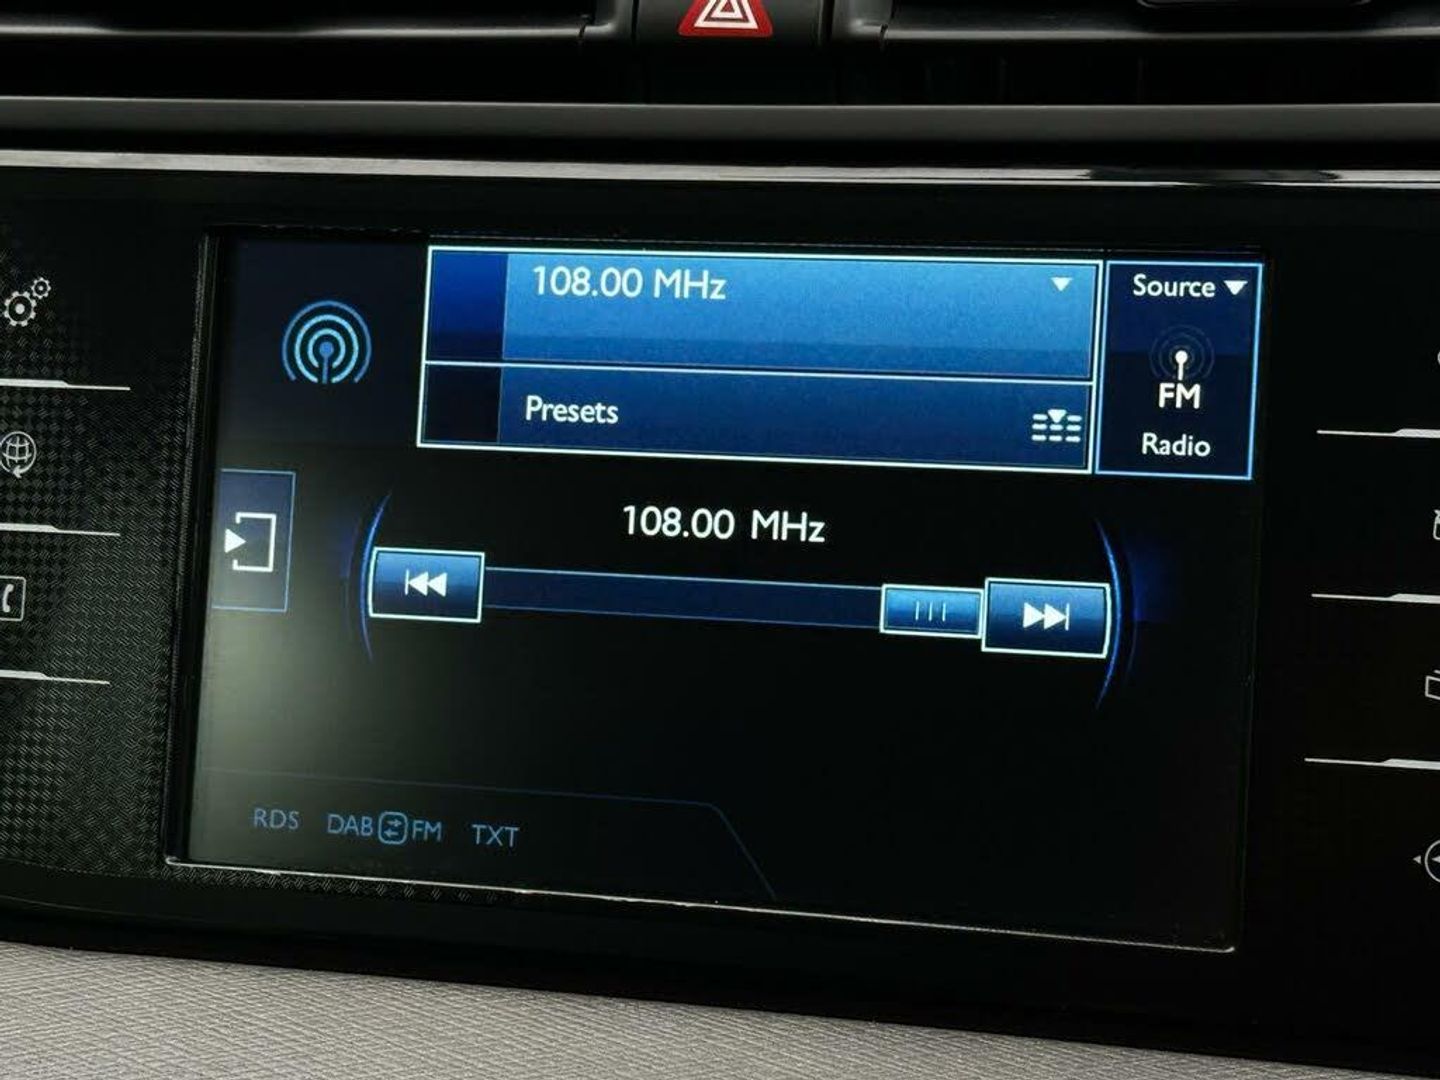 108.00 MHz
Source
FM
Presets
Radio
108.00 MHz
RDS DAB FM TXT